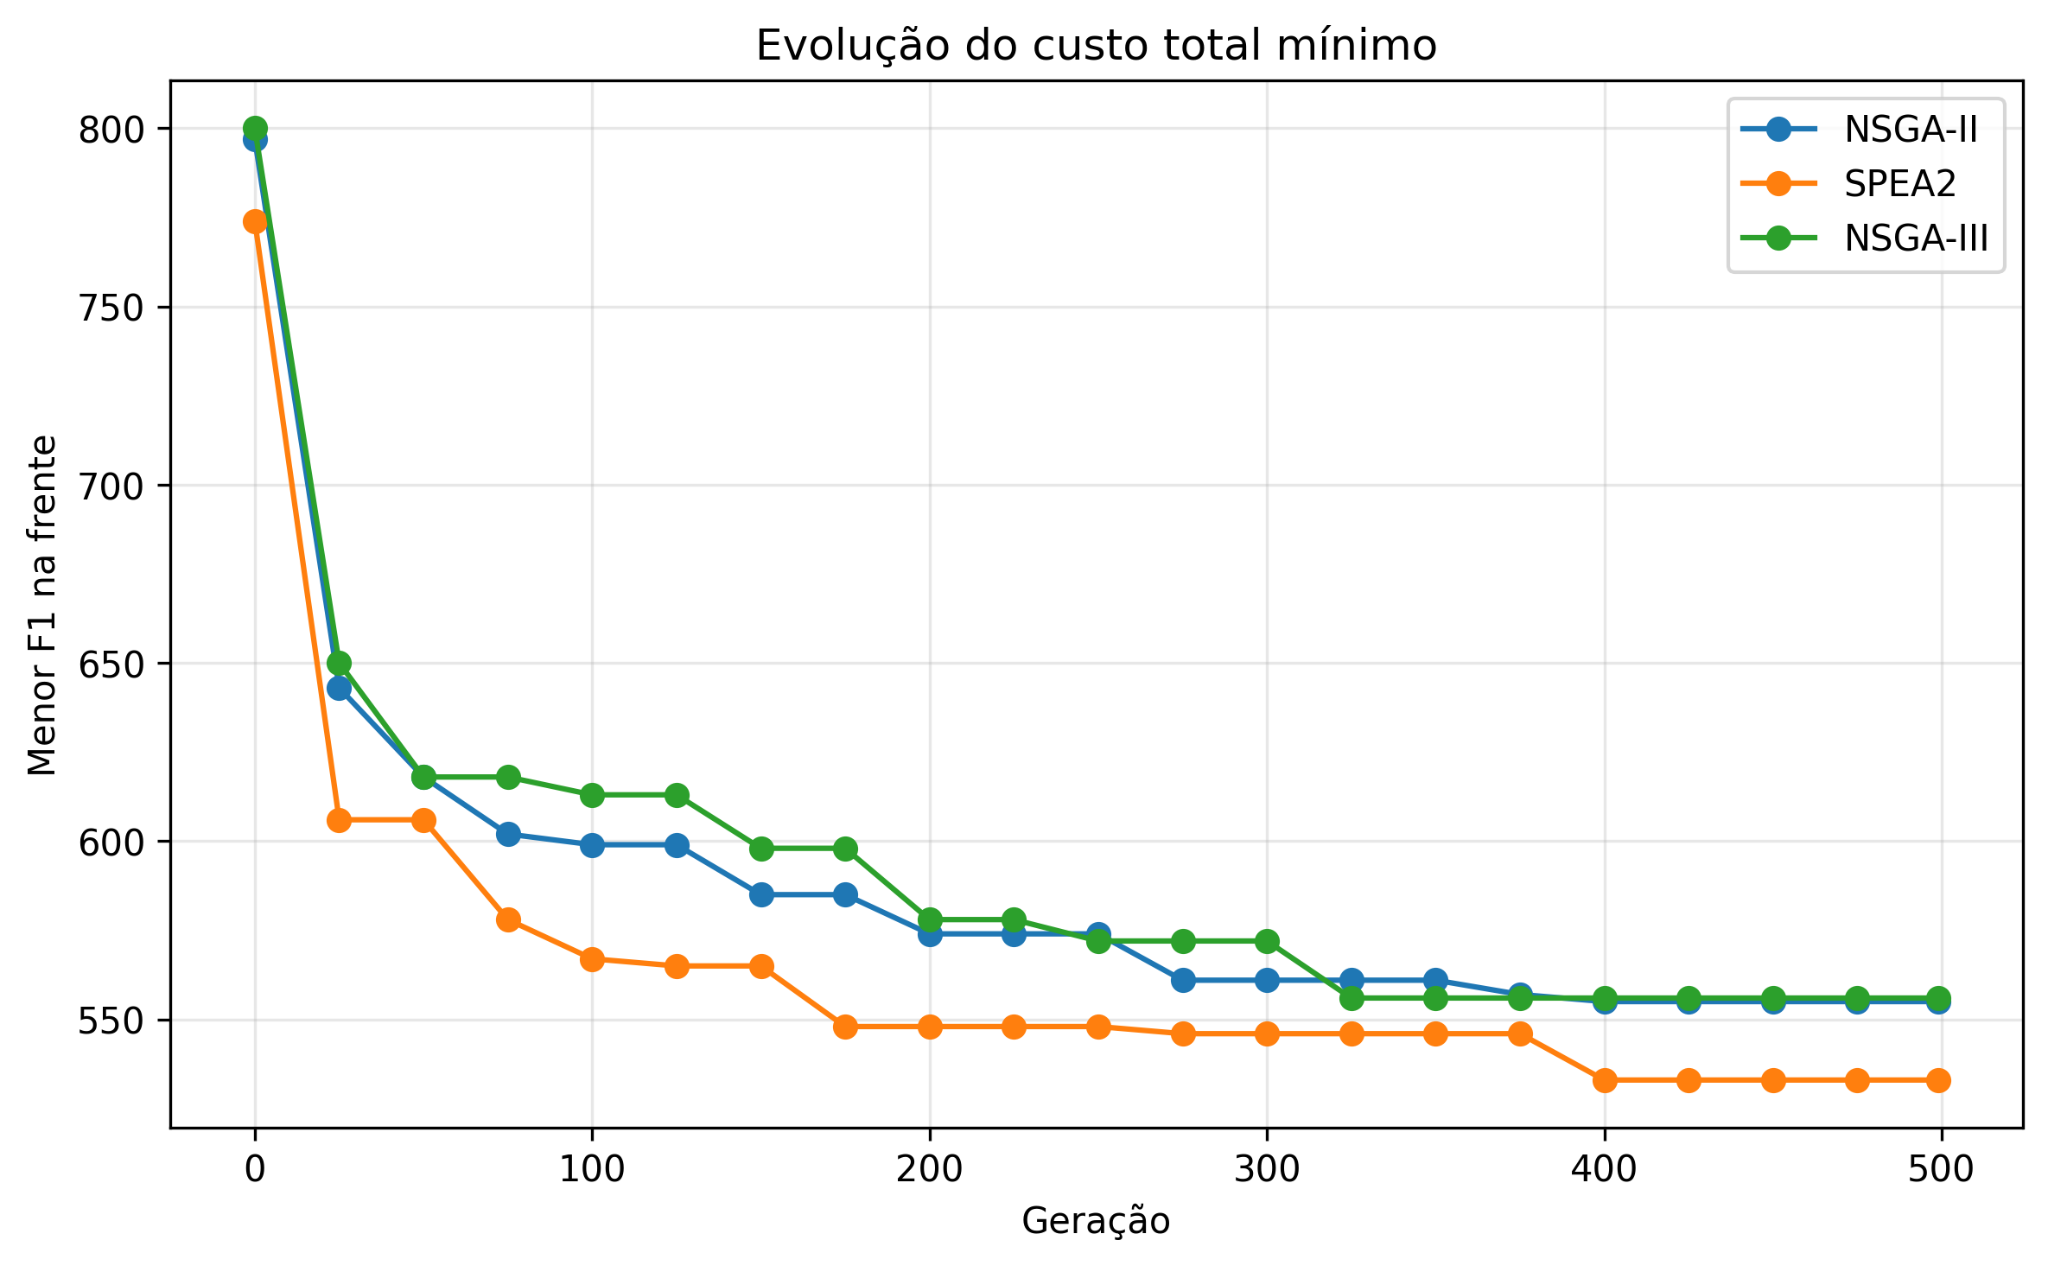 Evolução do custo total mínimo
800
750
700
650
600
550
Menor F1 na frente
NSGA-II
SPEA2
NSGA-III
0 100 200 300 400 500
Geração